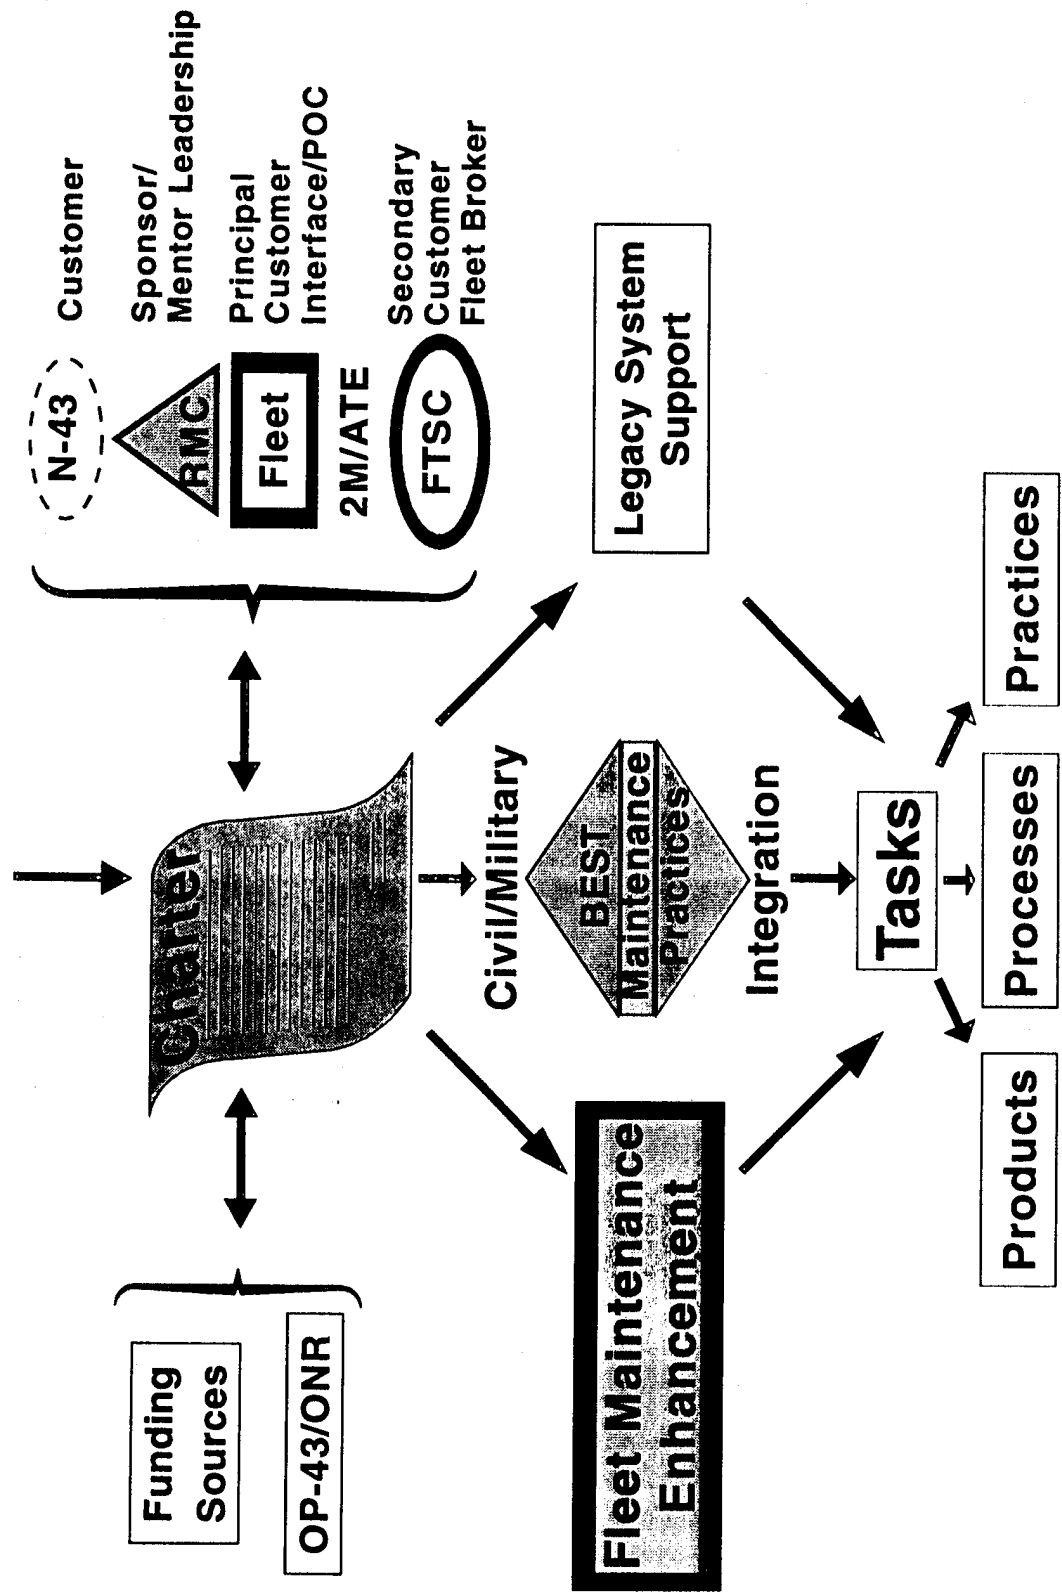 N-43
Customer
RMC
Sponsor/
Mentor Leadership
Fleet
Principal
Customer
Interface/POC
2M/ATE
FTSC
Secondary
Customer
Fleet Broker
Charter
Funding
Sources
OP-43/ONR
Civil/Military
BEST
Maintenance
Practices
Integration
Fleet Maintenance
Enhancement
Legacy System
Support
Tasks
Products
Processes
Practices